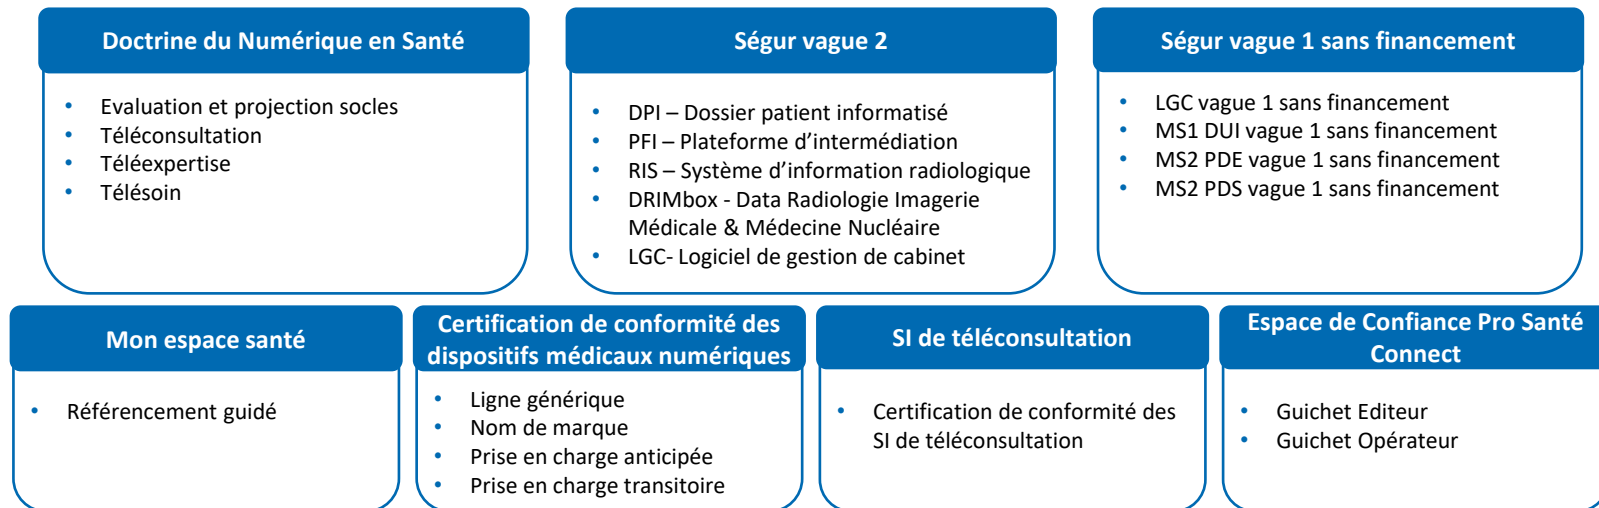 Doctrine du Numérique en Santé
• Evaluation et projection socles
• Téléconsultation
• Téléexpertise
• Télésoin
Ségur vague 2
• DPI – Dossier patient informatisé
• PFI – Plateforme d’intermédiation
• RIS – Système d’information radiologique
• DRIMbox - Data Radiologie Imagerie
Médicale & Médecine Nucléaire
• LGC- Logiciel de gestion de cabinet
Ségur vague 1 sans financement
• LGC vague 1 sans financement
• MS1 DUI vague 1 sans financement
• MS2 PDE vague 1 sans financement
• MS2 PDS vague 1 sans financement
Mon espace santé
• Référencement guidé
Certification de conformité des
dispositifs médicaux numériques
• Ligne générique
• Nom de marque
• Prise en charge anticipée
• Prise en charge transitoire
SI de téléconsultation
• Certification de conformité des
SI de téléconsultation
Espace de Confiance Pro Santé
Connect
• Guichet Editeur
• Guichet Opérateur